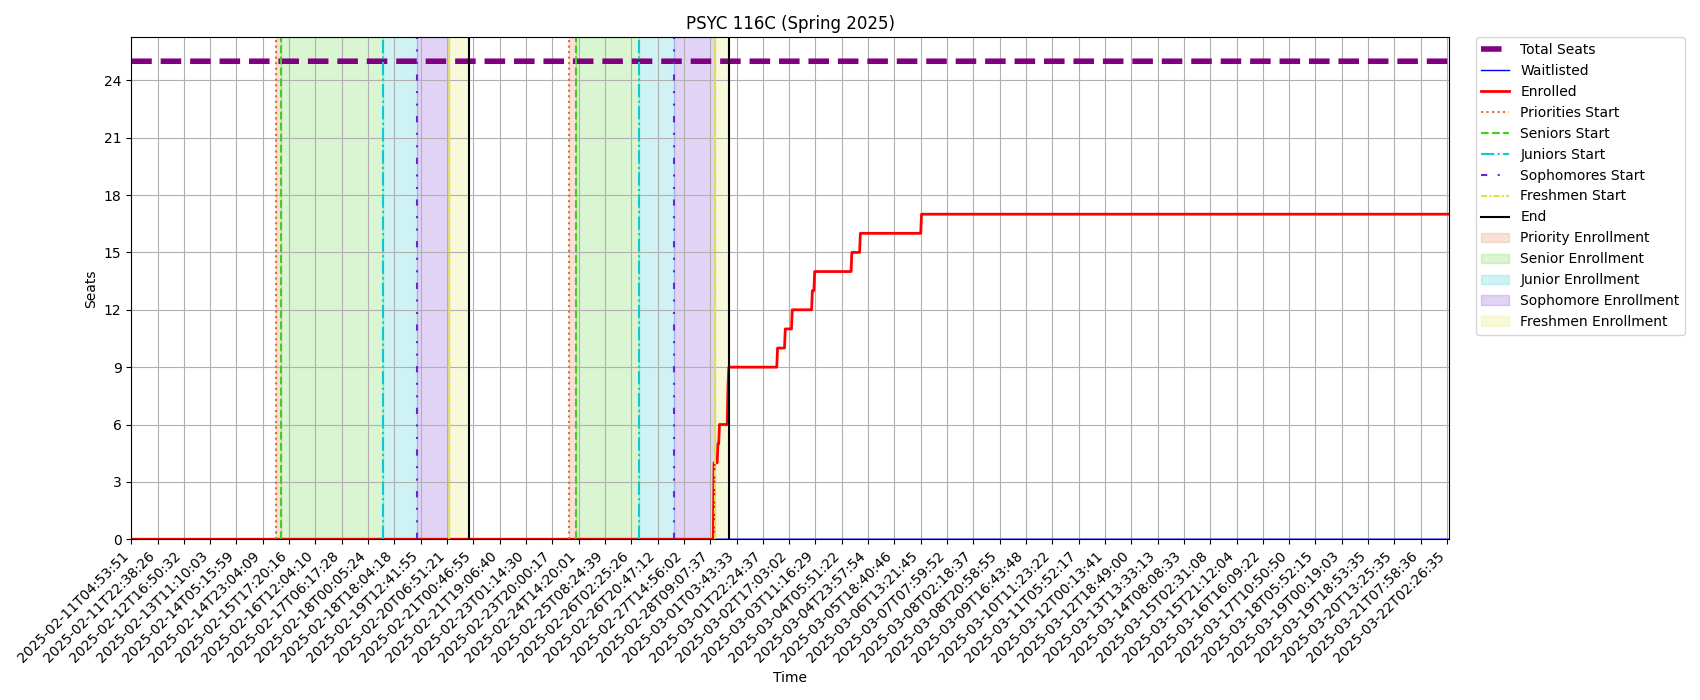 PSYC 116C (Spring 2025)
Total Seats
Waitlisted
Enrolled
Priorities Start
Seniors Start
Juniors Start
Sophomores Start
Freshmen Start
End
Priority Enrollment
Senior Enrollment
Junior Enrollment
Sophomore Enrollment
Freshmen Enrollment
Seats
24
21
18
15
12
9
6
3
0
2025-02-11T04:53:51
2025-02-11T22:38:26
2025-02-12T16:50:32
2025-02-13T11:10:03
2025-02-14T05:15:59
2025-02-14T23:04:09
2025-02-15T17:20:16
2025-02-16T12:04:10
2025-02-17T06:17:28
2025-02-18T00:05:24
2025-02-18T18:04:18
2025-02-19T12:41:55
2025-02-20T06:51:21
2025-02-21T00:46:55
2025-02-21T19:06:40
2025-02-22T13:14:30
2025-02-23T20:00:17
2025-02-24T14:20:01
2025-02-25T08:24:39
2025-02-26T02:25:26
2025-02-26T20:47:12
2025-02-27T14:56:02
2025-02-28T09:07:37
2025-03-01T03:43:33
2025-03-01T22:24:37
2025-03-02T17:03:02
2025-03-03T11:16:29
2025-03-04T05:51:22
2025-03-04T23:57:54
2025-03-05T18:40:46
2025-03-06T13:21:45
2025-03-07T07:59:52
2025-03-08T02:18:37
2025-03-08T20:58:55
2025-03-09T16:43:48
2025-03-10T11:23:22
2025-03-11T05:52:17
2025-03-12T00:13:41
2025-03-12T18:49:00
2025-03-13T13:33:13
2025-03-14T08:08:33
2025-03-15T02:31:08
2025-03-15T21:12:04
2025-03-16T16:09:22
2025-03-17T10:50:50
2025-03-18T05:52:15
2025-03-19T00:19:03
2025-03-19T18:53:35
2025-03-20T13:25:35
2025-03-21T07:58:36
2025-03-22T02:26:35
Time